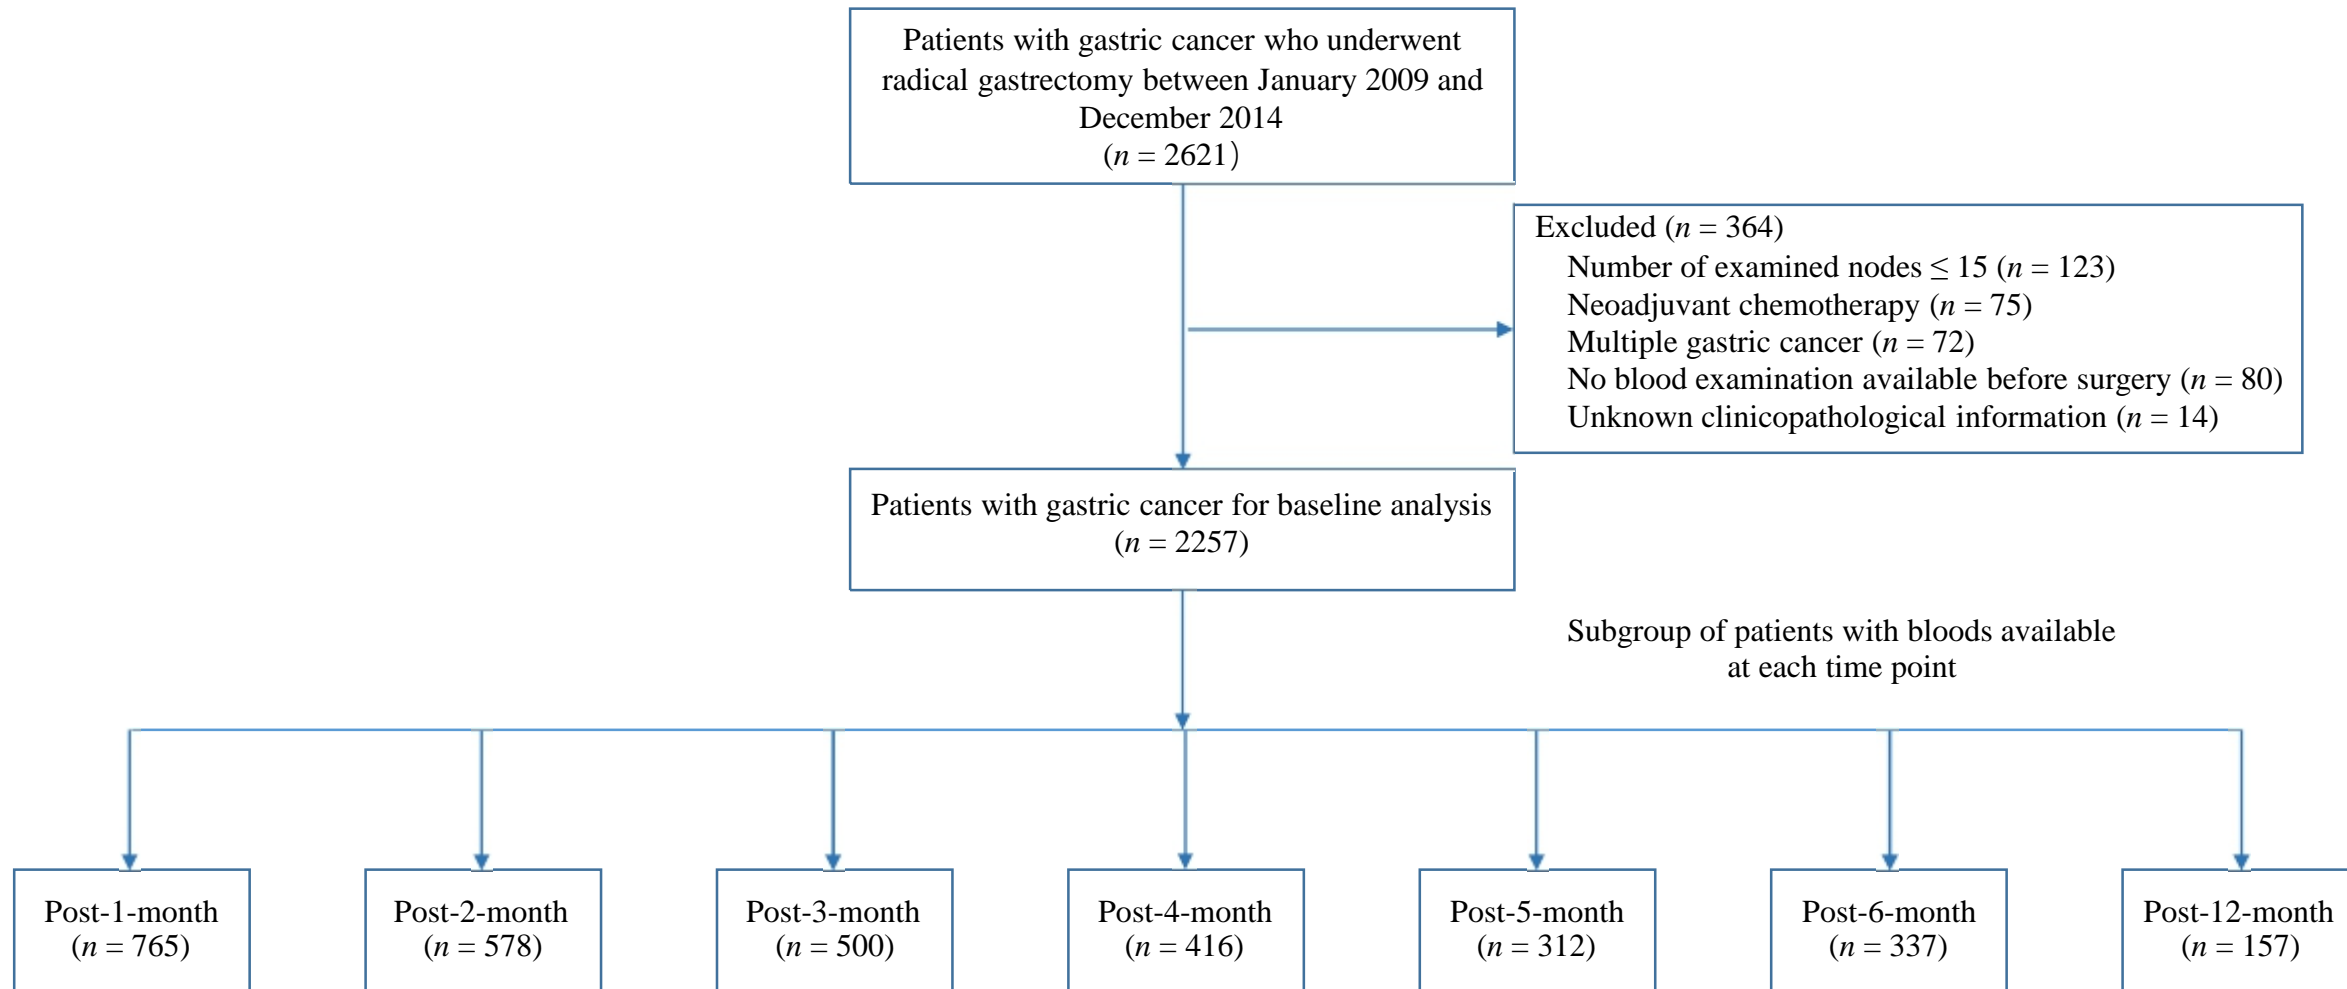 Patients with gastric cancer who underwent
radical gastrectomy between January 2009 and
December 2014
(n = 2621)
Excluded (n = 364)
Number of examined nodes ≤ 15 (n = 123)
Neoadjuvant chemotherapy (n = 75)
Multiple gastric cancer (n = 72)
No blood examination available before surgery (n = 80)
Unknown clinicopathological information (n = 14)
Patients with gastric cancer for baseline analysis
(n = 2257)
Subgroup of patients with bloods available
at each time point
Post-1-month
(n = 765)
Post-2-month
(n = 578)
Post-3-month
(n = 500)
Post-4-month
(n = 416)
Post-5-month
(n = 312)
Post-6-month
(n = 337)
Post-12-month
(n = 157)